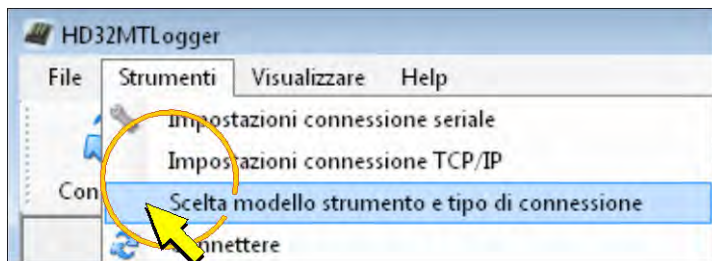 HD32MTLogger
File Strumenti Visualizzare Help
Impostazioni connessione seriale
Impostazioni connessione TCP/IP
Con
Scelta modello strumento e tipo di connessione
Connettere